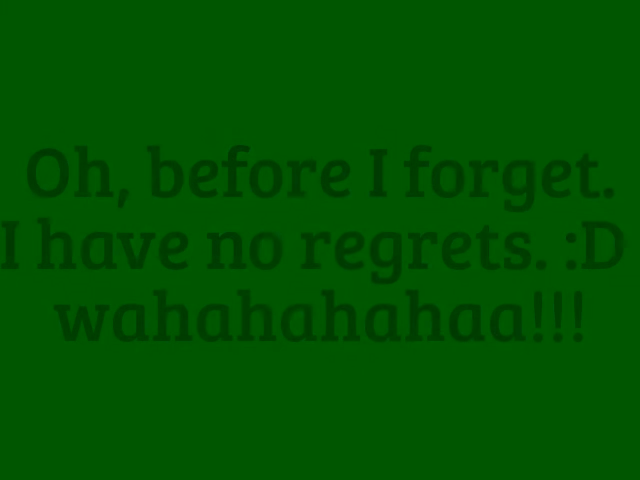 Oh, before I forget.
I have no regrets. :D
wahahahahaa!!!